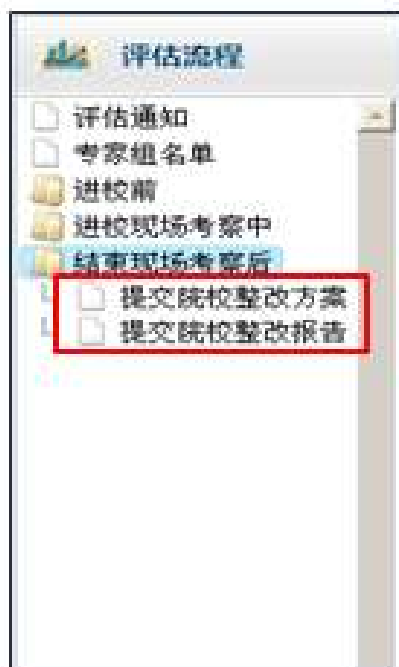 评估流程
评估通知
专家组名单
进校前
进校现场考察中
结束现场考察后
提交院校整改方案
提交院校整改报告